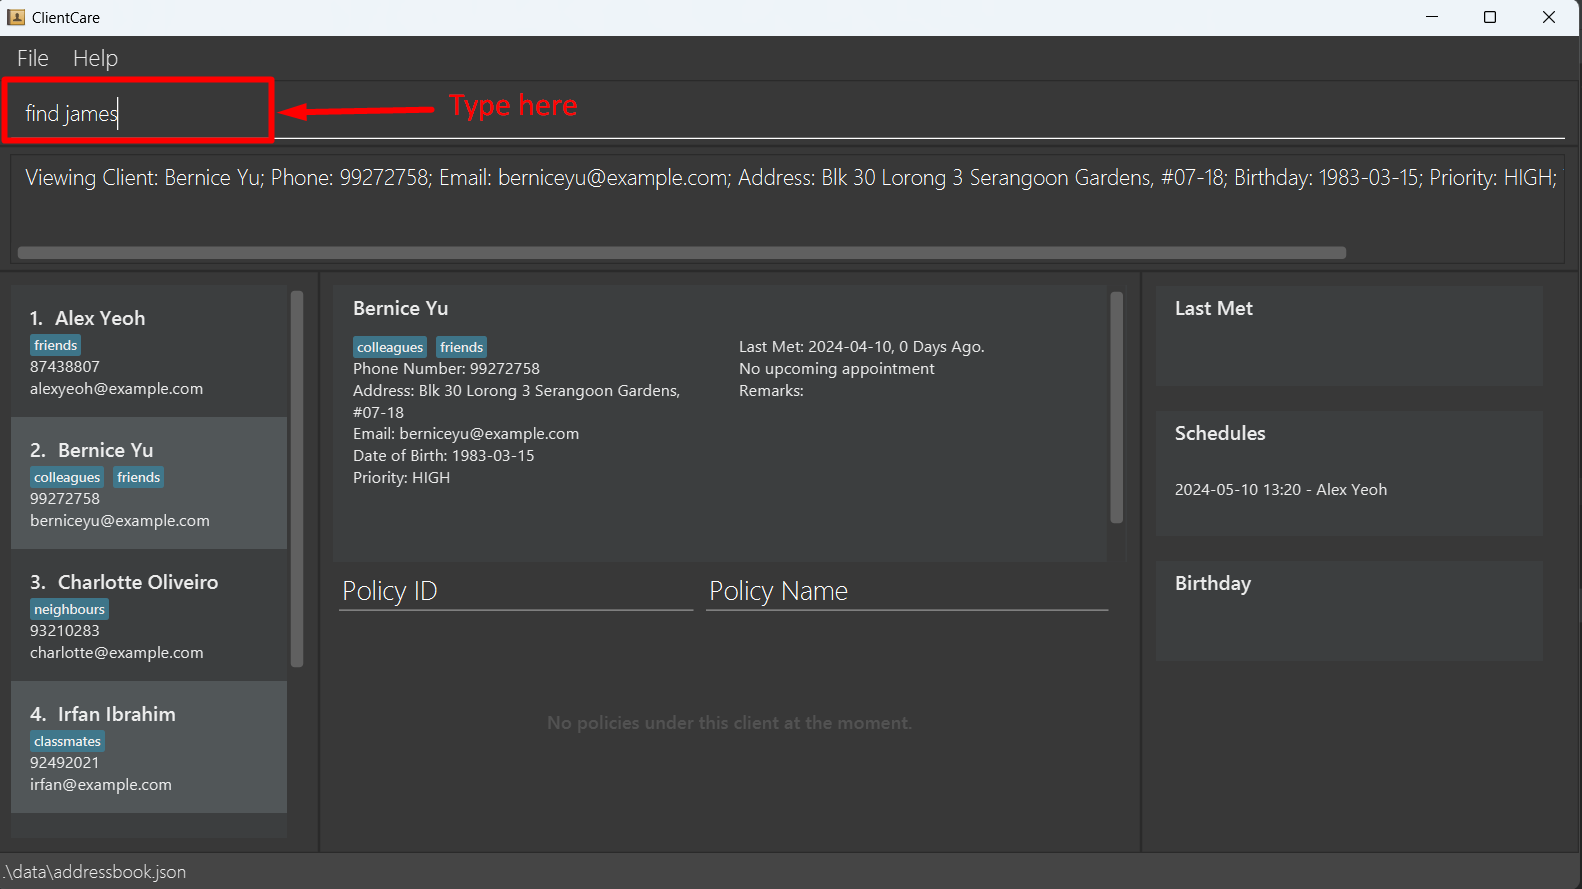 ClientCare
File Help
find james
Type here
Viewing Client: Bernice Yu; Phone: 99272758; Email: berniceyu@example.com; Address: Blk 30 Lorong 3 Serangoon Gardens, #07-18; Birthday: 1983-03-15; Priority: HIGH;
1. Alex Yeoh
friends
87438807
alexyeoh@example.com
2. Bernice Yu
colleagues friends
99272758
berniceyu@example.com
3. Charlotte Oliveiro
neighbours
93210283
charlotte@example.com
4. Irfan Ibrahim
classmates
92492021
irfan@example.com
Bernice Yu
colleagues friends
Phone Number: 99272758
Address: Blk 30 Lorong 3 Serangoon Gardens,
#07-18
Email: berniceyu@example.com
Date of Birth: 1983-03-15
Priority: HIGH
Last Met: 2024-04-10, 0 Days Ago.
No upcoming appointment
Remarks:
Policy ID Policy Name
No policies under this client at the moment.
Last Met
Schedules
2024-05-10 13:20 - Alex Yeoh
Birthday
.\data\addressbook.json